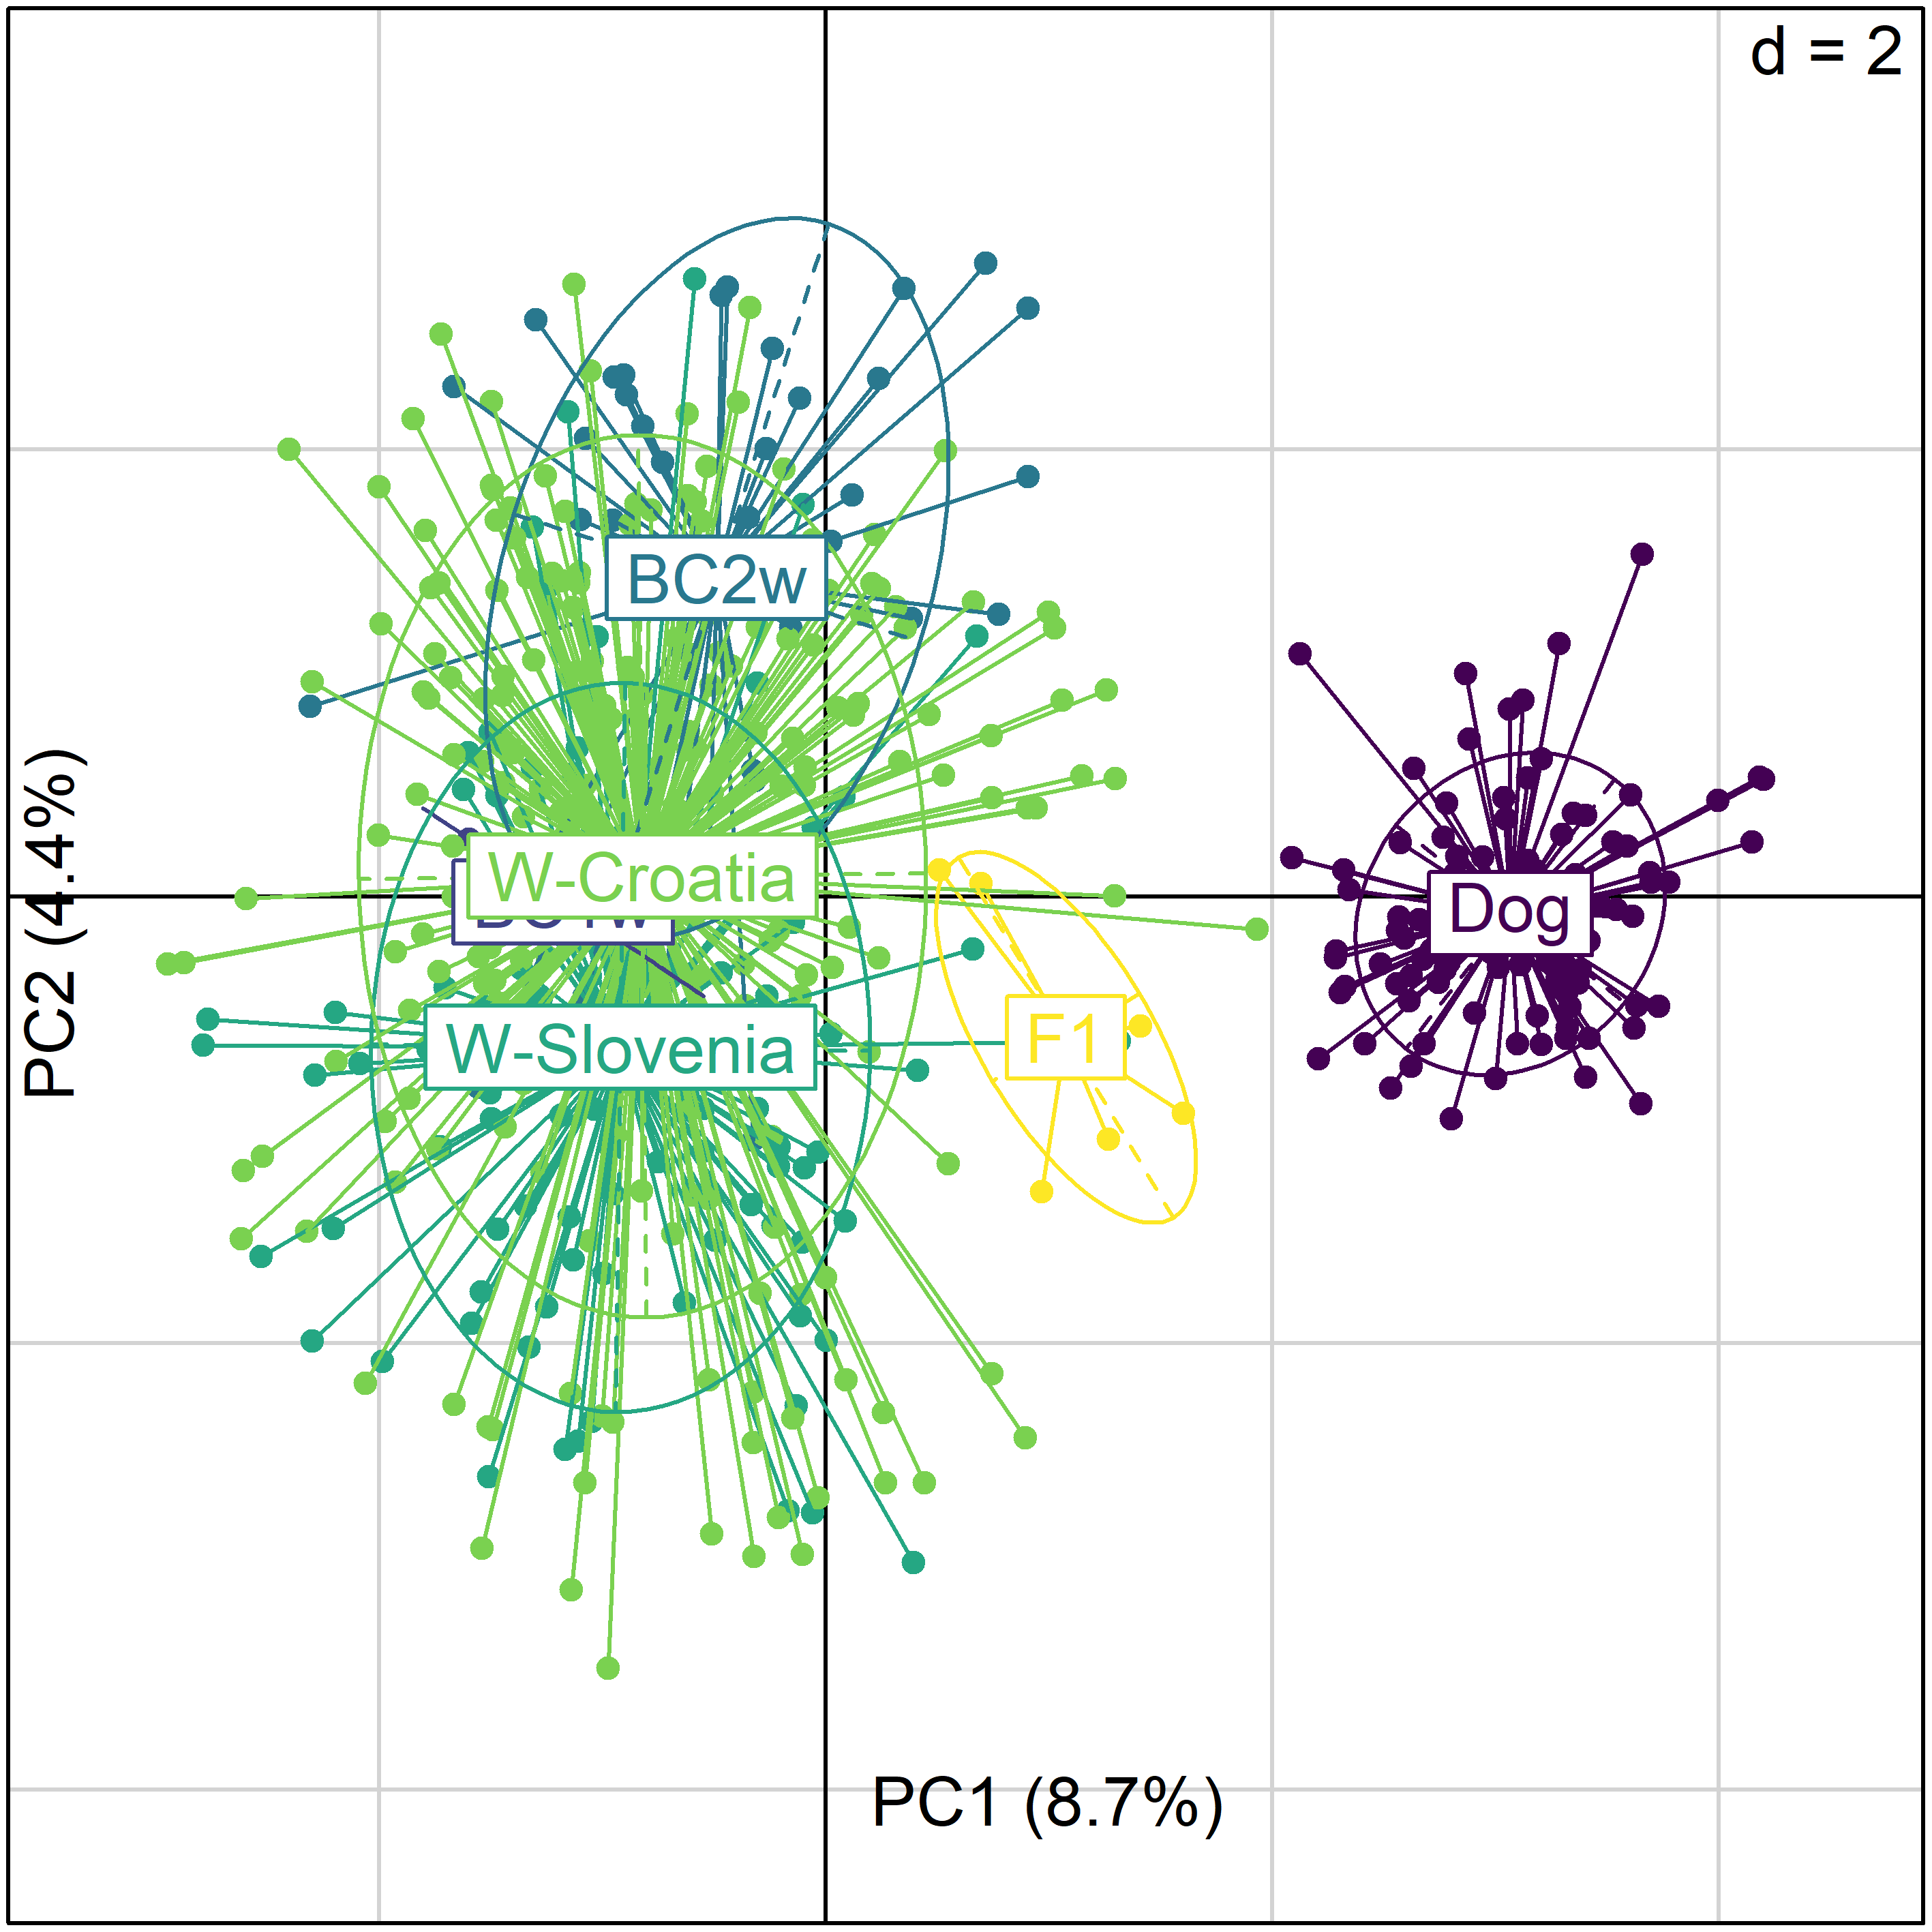 d = 2
BC2w
W-Croatia
Dog
W-Slovenia
F1
PC2 (4.4%)
PC1 (8.7%)